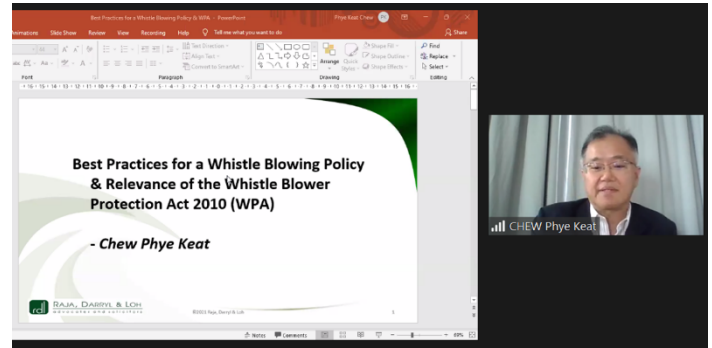 Best Practices for a Whistle Blowing Policy & WPA - PowerPoint
Phye Keat Chew
Animations Slide Show Review View Recording Help Tell me what you want to do
Share
Text Direction
Align Text
Convert to SmartArt
Arrange
Quick Styles
Shape Fill
Shape Outline
Shape Effects
Find
Replace
Select
Font
Paragraph
Drawing
Editing
Best Practices for a Whistle Blowing Policy
& Relevance of the Whistle Blower
Protection Act 2010 (WPA)
- Chew Phye Keat
rdl
RAJA, DARRYL & LOH
advocates and solicitors
Notes
Comments
69%
CHEW Phye Keat